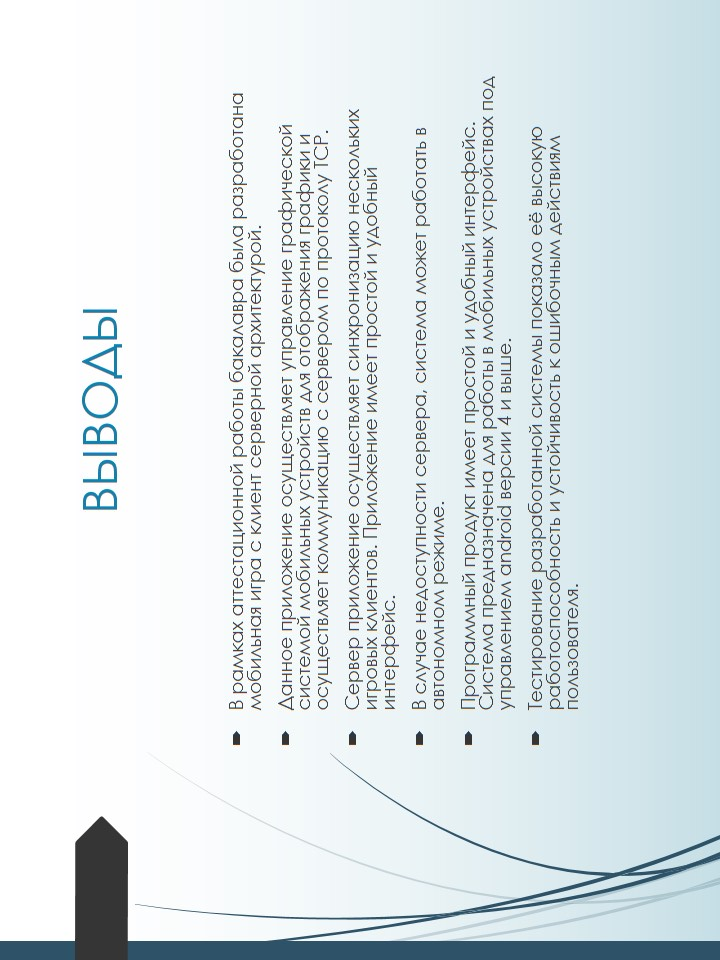 ВЫВОДЫ
В рамках аттестационной работы бакалавра была разработана
мобильная игра с клиент серверной архитектурой.
Данное приложение осуществляет управление графической
системой мобильных устройств для отображения графики и
осуществляет коммуникацию с сервером по протоколу TCP.
Сервер приложение осуществляет синхронизацию нескольких
игровых клиентов. Приложение имеет простой и удобный
интерфейс.
В случае недоступности сервера, система может работать в
автономном режиме.
Программный продукт имеет простой и удобный интерфейс.
Система предназначена для работы в мобильных устройствах под
управлением android версии 4 и выше.
Тестирование разработанной системы показало её высокую
работоспособность и устойчивость к ошибочным действиям
пользователя.